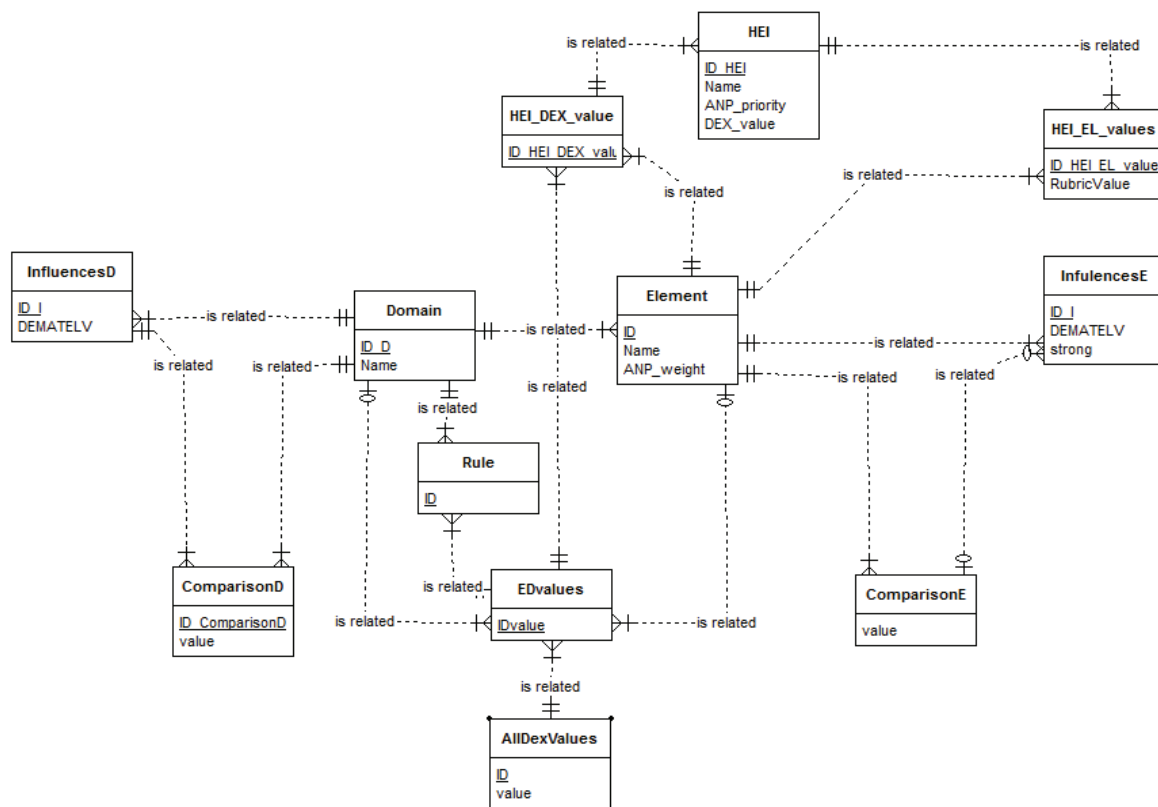 HEI
ID_HEI
Name
ANP_priority
DEX_value
is related
is related
HEI_DEX_value
ID_HEI_DEX_valu
HEI_EL_values
ID_HEI_EL_value
RubricValue
is related
is related
InfluencesD
ID_I
DEMATELV
is related
Domain
ID_D
Name
is related
Element
ID
Name
ANP_weight
InfulencesE
ID_I
DEMATELV
strong
is related
is related
is related
is related
is related
is related
is related
is related
Rule
ID
is related
is related
is related
EDvalues
IDvalue
ComparisonD
ID_ComparisonD
value
ComparisonE
value
is related
AllDexValues
ID
value